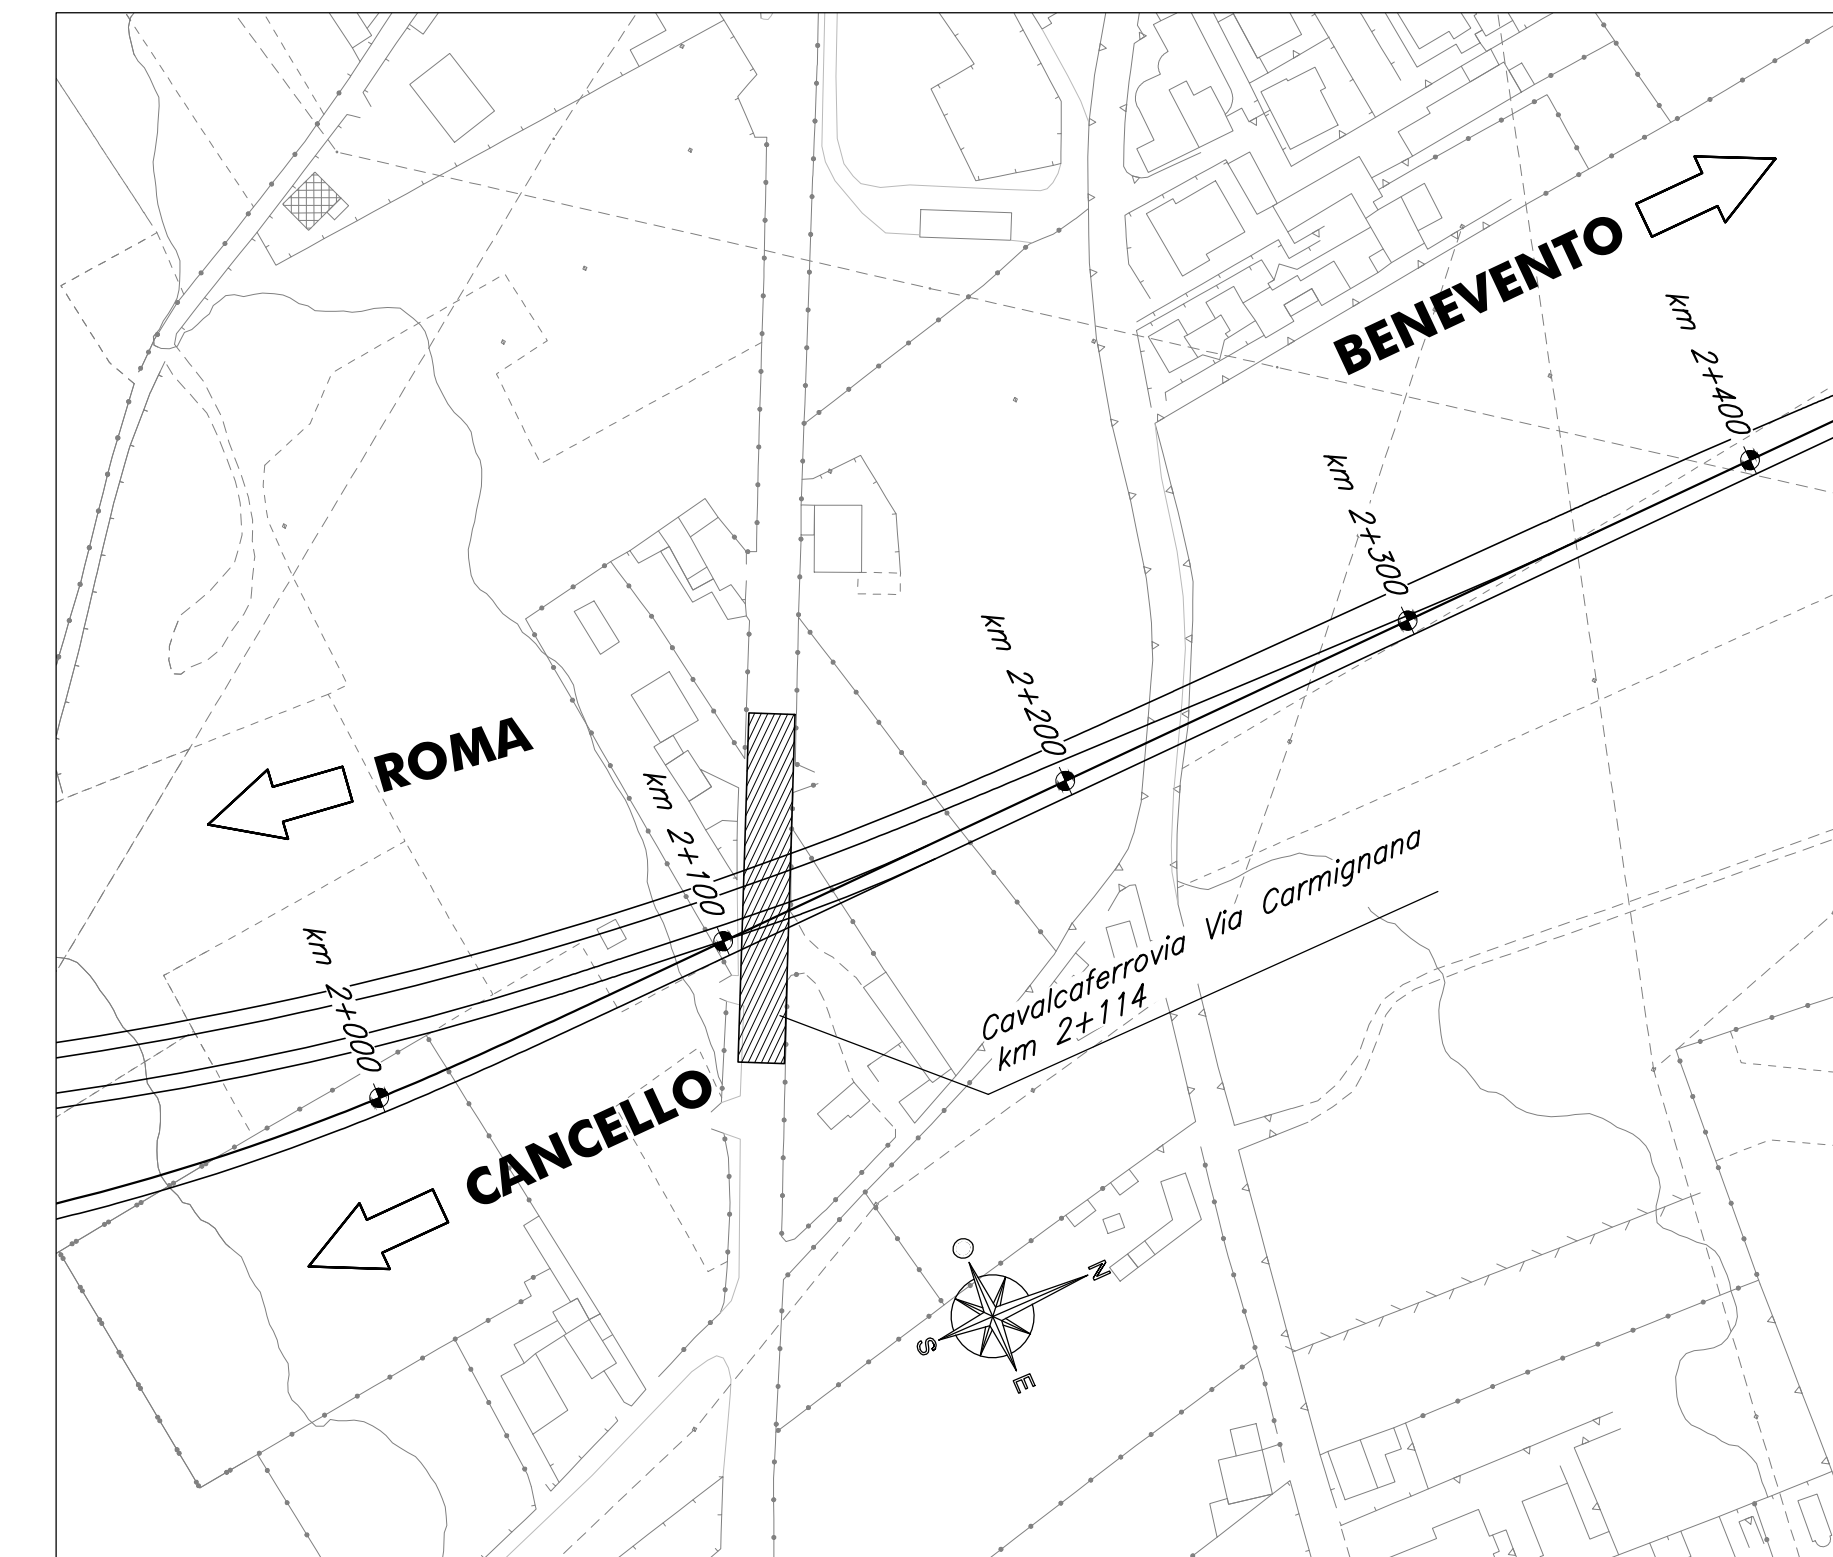 BENEVENTO
km 2+400
km 2+300
km 2+200
ROMA
km 2+100
Cavalcaferrovia Via Carmignana
km 2+114
km 2+000
CANCELLO
O
N
S
E